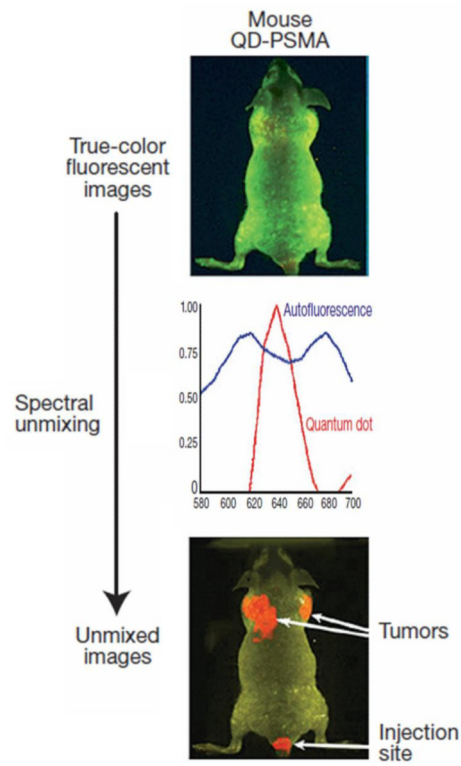 Mouse
QD-PSMA
True-color
fluorescent
images
Spectral
unmixing
1.00
Autofluorescence
0.75
0.50
Quantum dot
0.25
0
580 600 620 640 660 680 700
Unmixed
images
Tumors
Injection
site